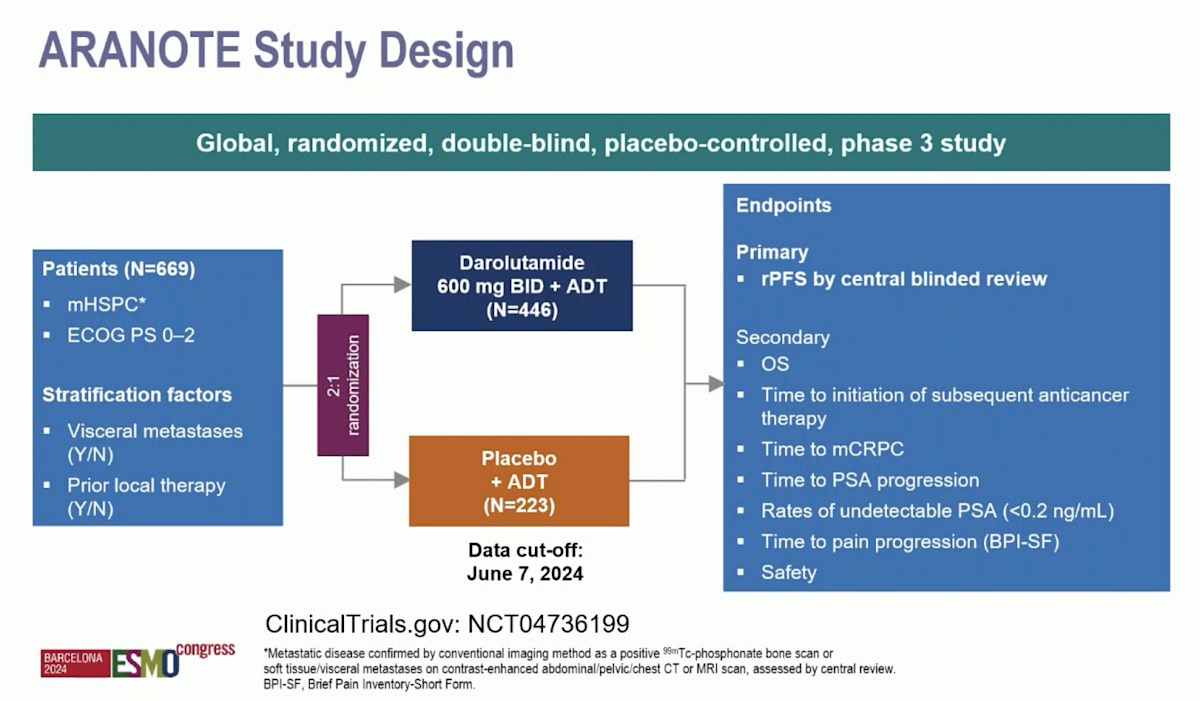 ARANOTE Study Design
Global, randomized, double-blind, placebo-controlled, phase 3 study
Patients (N=669)
▪ mHSPC*
▪ ECOG PS 0–2
Stratification factors
▪ Visceral metastases
(Y/N)
▪ Prior local therapy
(Y/N)
2:1
randomization
Darolutamide
600 mg BID + ADT
(N=446)
Placebo
+ ADT
(N=223)
Data cut-off:
June 7, 2024
Endpoints
Primary
▪ rPFS by central blinded review
Secondary
▪ OS
▪ Time to initiation of subsequent anticancer
therapy
▪ Time to mCRPC
▪ Time to PSA progression
▪ Rates of undetectable PSA (<0.2 ng/mL)
▪ Time to pain progression (BPI-SF)
▪ Safety
ClinicalTrials.gov: NCT04736199
*Metastatic disease confirmed by conventional imaging method as a positive ⁹⁹ᵐTc-phosphonate bone scan or
soft tissue/visceral metastases on contrast-enhanced abdominal/pelvic/chest CT or MRI scan, assessed by central review.
BPI-SF, Brief Pain Inventory-Short Form.
BARCELONA
2024
ESMO congress